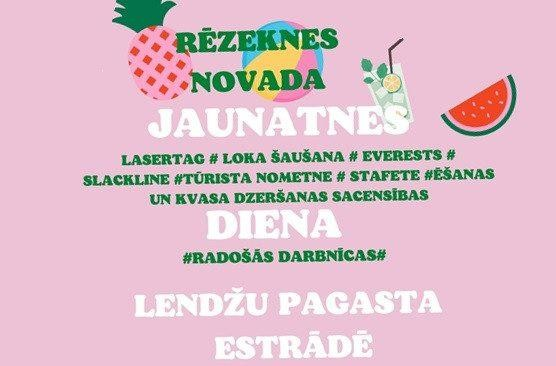 RĒZEKNES
NOVADA
JAUNATNES
LASERTAG # LOKA ŠAUŠANA # EVERESTS #
SLACKLINE #TŪRISTA NOMETNE # STAFETE #ĒŠANAS
UN KVASA DZERŠANAS SACENSĪBAS
DIENA
#RADOŠĀS DARBNĪCAS#
LENDŽU PAGASTA
ESTRĀDĒ